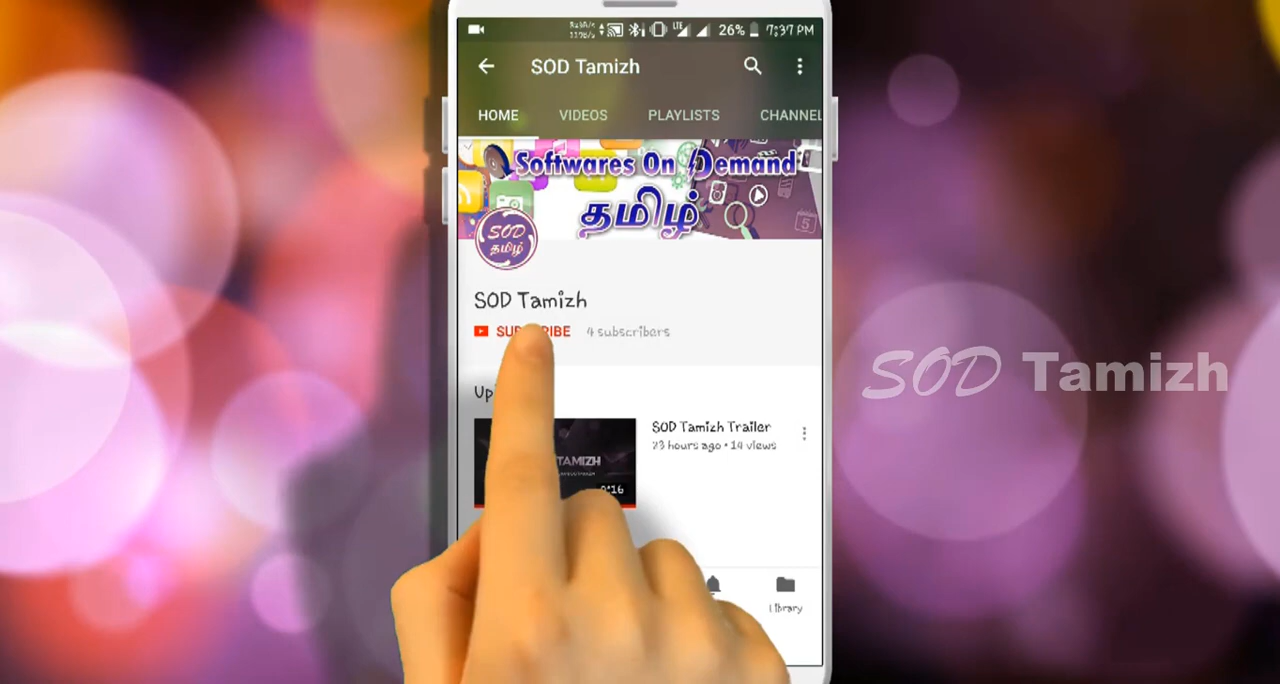 26% 7:37 PM
SOD Tamizh
HOME VIDEOS PLAYLISTS CHANNEL
Softwares On Demand
தமிழ்
SOD
தமிழ்
SOD Tamizh
4 subscribers
SOD Tamizh
SOD Tamizh Trailer
23 hours ago • 14 views
TAMIZH
Library